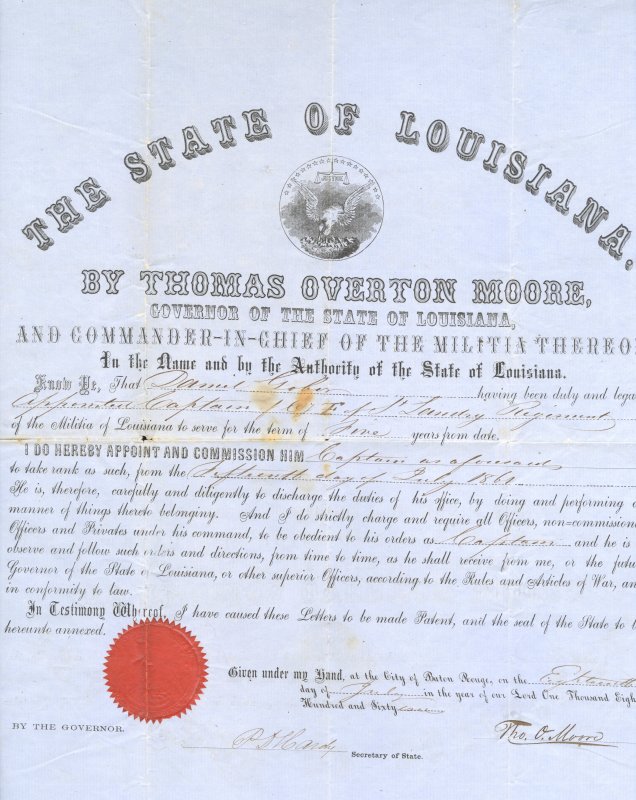 THE STATE OF LOUISIANA.
BY THOMAS OVERTON MOORE,
GOVERNOR OF THE STATE OF LOUISIANA,
AND COMMANDER-IN-CHIEF OF THE MILITIA THEREO
In the Name and by the Authority of the State of Louisiana.
Know Ye, That Daniel having been duly and lega
appointed Captain of St Landry Regiment
of the Militia of Louisiana to serve for the term of years from date.
I DO HEREBY APPOINT AND COMMISSION HIM Captain as aforesaid
to take rank as such, from the day of July 1861
He is, therefore, carefully and diligently to discharge the duties of his office, by doing and performing a
manner of things thereto belonginy. And I do strictly charge and require all Officers, non=commission
Officers and Privates under his command, to be obedient to his orders as Captain and he is
observe and follow such orders and directions, from time to time, as he shall receive from me, or the futu
Governor of the State of Louisiana, or other superior Officers, according to the Rules and Articles of War, an
in conformity to law.
In Testimony Whereof, I have caused these Letters to be made Patent, and the seal of the State to b
hereunto annexed.
Given under my Hand, at the City of Baton Rouge, on the
day of in the year of our Lord One Thousand Eigh
Hundred and Sixty
BY THE GOVERNOR.
Tho. O. Moore
P. D. Hardy
Secretary of State.